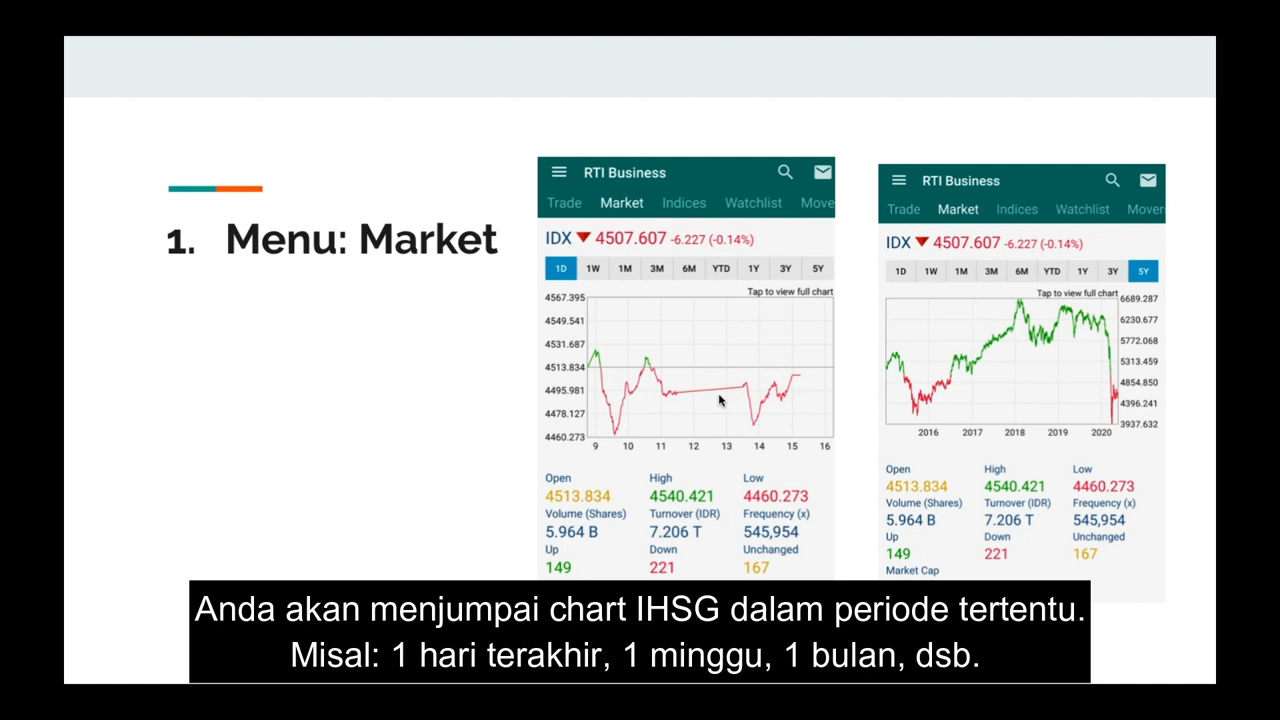 1. Menu: Market
RTI Business
Trade Market Indices Watchlist Move
IDX 4507.607 -6.227 (-0.14%)
1D 1W 1M 3M 6M YTD 1Y 3Y 5Y
Tap to view full chart
4567.395
4549.541
4531.687
4513.834
4495.981
4478.127
4460.273
9 10 11 12 13 14 15 16
Open High Low
4513.834 4540.421 4460.273
Volume (Shares) Turnover (IDR) Frequency (x)
5.964 B 7.206 T 545,954
Up Down Unchanged
149 221 167
RTI Business
Trade Market Indices Watchlist Mover
IDX 4507.607 -6.227 (-0.14%)
1D 1W 1M 3M 6M YTD 1Y 3Y 5Y
Tap to view full chart
6689.287
6230.677
5772.068
5313.459
4854.850
4396.241
3937.632
2016 2017 2018 2019 2020
Open High Low
4513.834 4540.421 4460.273
Volume (Shares) Turnover (IDR) Frequency (x)
5.964 B 7.206 T 545,954
Up Down Unchanged
149 221 167
Market Cap
Anda akan menjumpai chart IHSG dalam periode tertentu.
Misal: 1 hari terakhir, 1 minggu, 1 bulan, dsb.